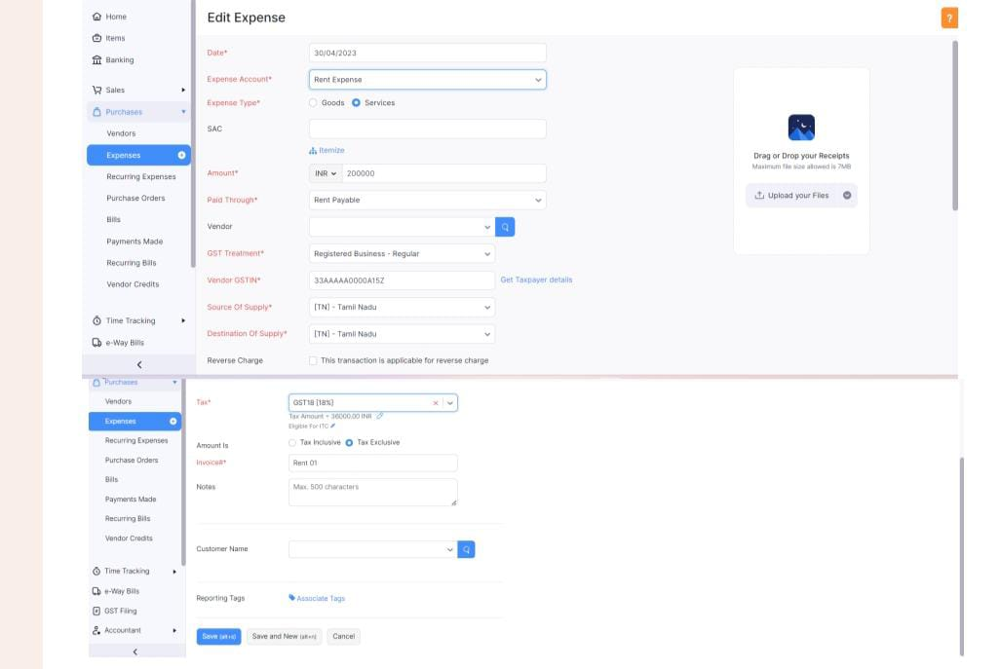 Home
Items
Banking
Sales
Purchases
Vendors
Expenses
Recurring Expenses
Purchase Orders
Bills
Payments Made
Recurring Bills
Vendor Credits
Time Tracking
e-Way Bills
Edit Expense
?
Date* 30/04/2023
Expense Account* Rent Expense
Expense Type* Goods Services
SAC
Itemize
Amount* INR 200000
Paid Through* Rent Payable
Vendor
GST Treatment* Registered Business - Regular
Vendor GSTIN* 33AAAAA0000A15Z Get Taxpayer details
Source Of Supply* [TN] - Tamil Nadu
Destination Of Supply* [TN] - Tamil Nadu
Reverse Charge This transaction is applicable for reverse charge
Drag or Drop your Receipts
Maximum file size allowed is 7MB
Upload your Files
Purchases
Vendors
Expenses
Recurring Expenses
Purchase Orders
Bills
Payments Made
Recurring Bills
Vendor Credits
Time Tracking
e-Way Bills
GST Filing
Accountant
Tax* GST18 [18%]
Tax Amount = 36000.00 INR
Eligible For ITC
Amount Is Tax Inclusive Tax Exclusive
Invoice#* Rent 01
Notes Max. 500 characters
Customer Name
Reporting Tags Associate Tags
Save (alt+s) Save and New (alt+n) Cancel